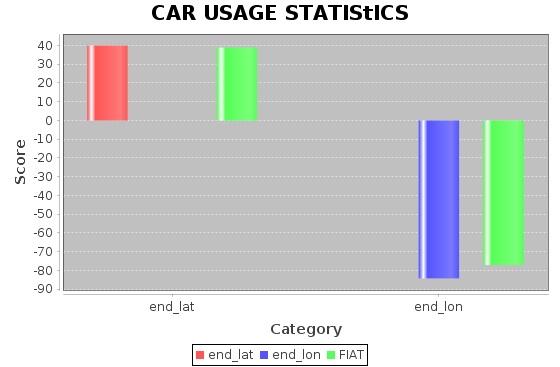 CAR USAGE STATIStICS
40
30
20
10
0
-10
-20
-30
-40
-50
-60
-70
-80
-90
Score
end_lat end_lon
Category
end_lat end_lon FIAT